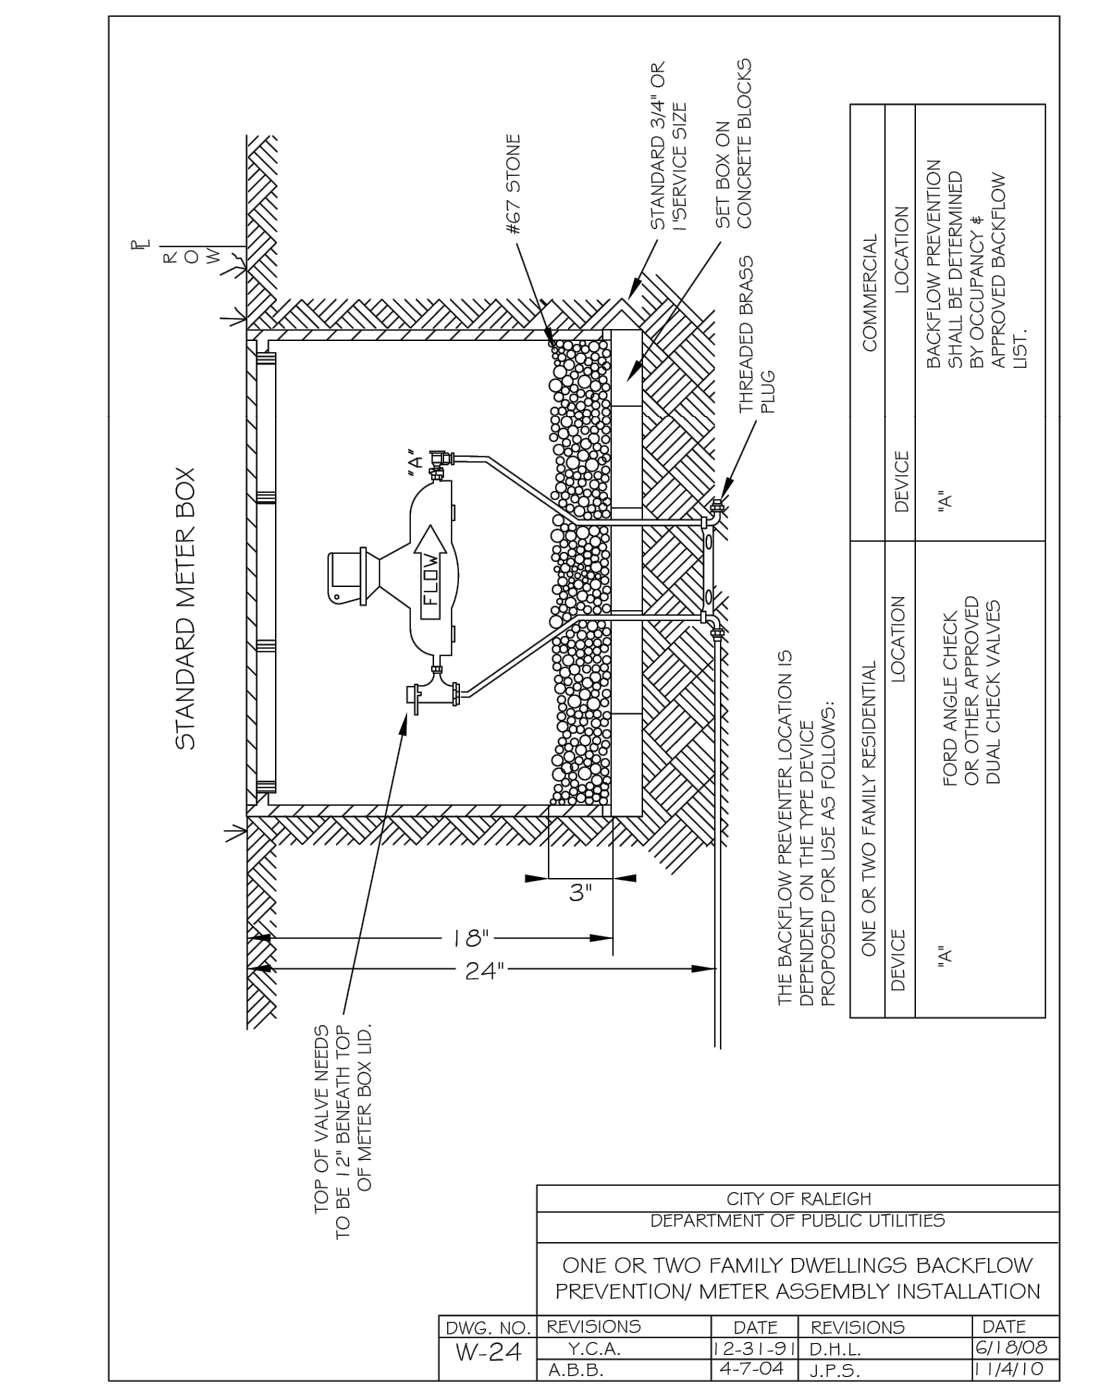 STANDARD METER BOX
P
L
R
O
W
#67 STONE
STANDARD 3/4" OR
1"SERVICE SIZE
SET BOX ON
CONCRETE BLOCKS
THREADED BRASS
PLUG
"A"
FLOW
3"
18"
24"
TOP OF VALVE NEEDS
TO BE 12" BENEATH TOP
OF METER BOX LID.
THE BACKFLOW PREVENTER LOCATION IS
DEPENDENT ON THE TYPE DEVICE
PROPOSED FOR USE AS FOLLOWS:
ONE OR TWO FAMILY RESIDENTIAL COMMERCIAL
DEVICE LOCATION DEVICE LOCATION
"A"
FORD ANGLE CHECK
OR OTHER APPROVED
DUAL CHECK VALVES
"A"
BACKFLOW PREVENTION
SHALL BE DETERMINED
BY OCCUPANCY &
APPROVED BACKFLOW
LIST.
CITY OF RALEIGH
DEPARTMENT OF PUBLIC UTILITIES
ONE OR TWO FAMILY DWELLINGS BACKFLOW
PREVENTION/ METER ASSEMBLY INSTALLATION
DWG. NO. REVISIONS DATE REVISIONS DATE
W-24 Y.C.A. 12-31-91 D.H.L. 6/18/08
A.B.B. 4-7-04 J.P.S. 11/4/10